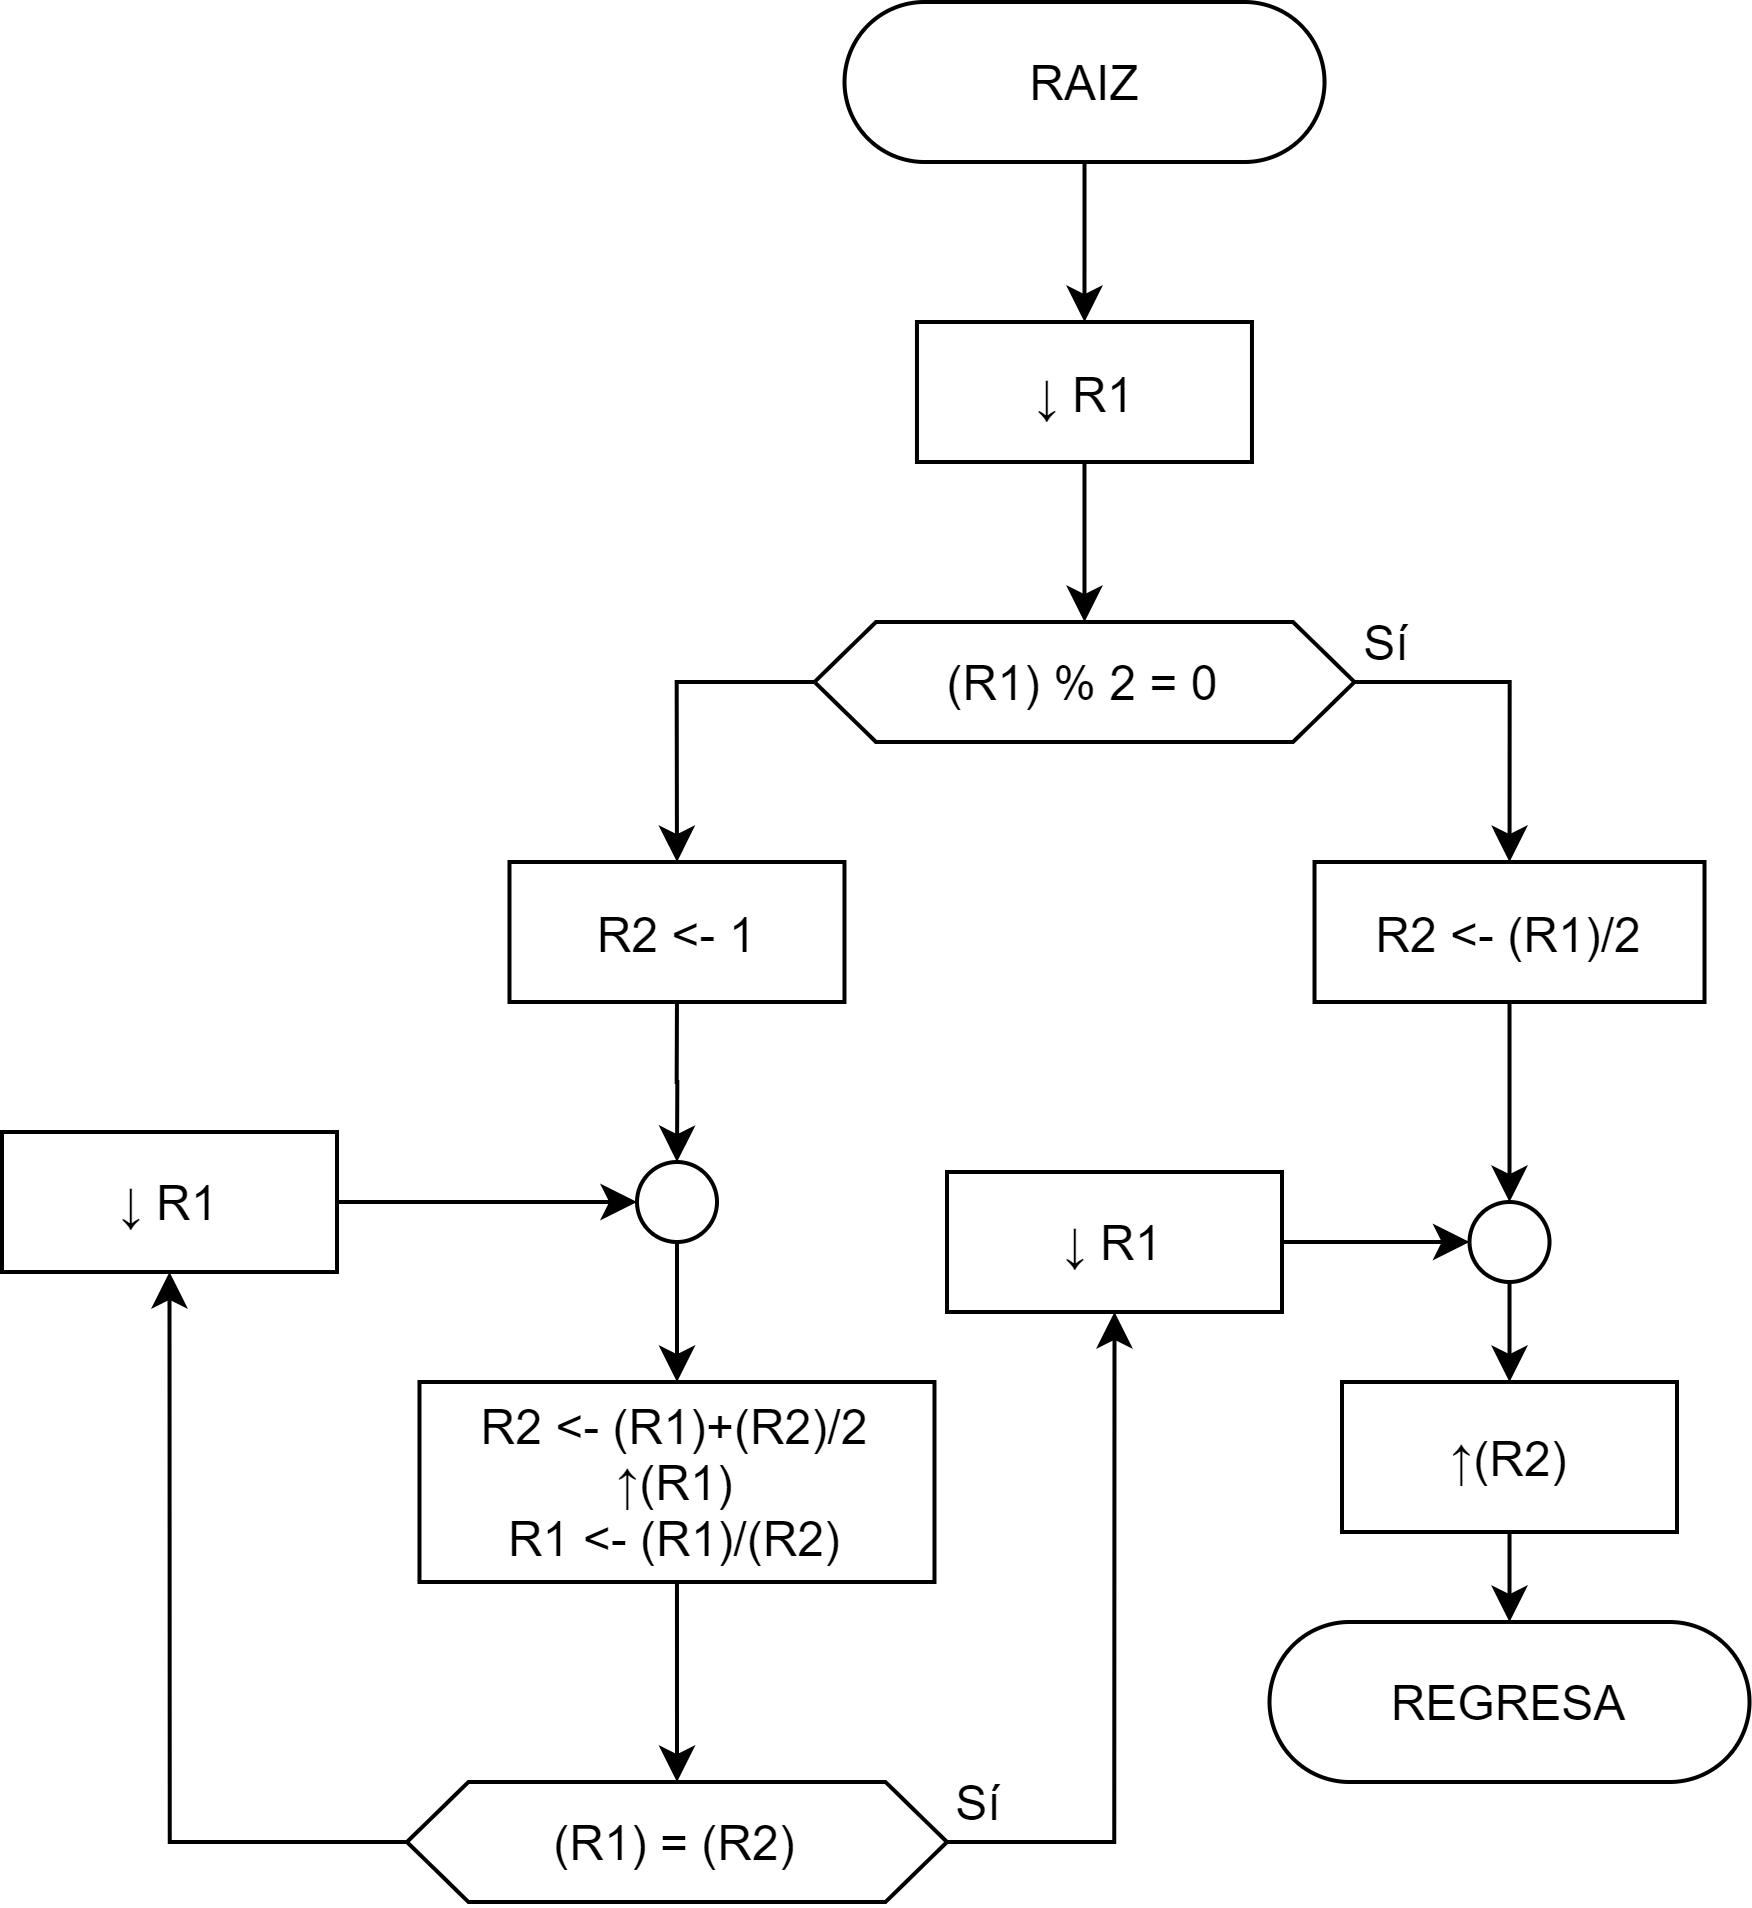 RAIZ
↓ R1
(R1) % 2 = 0
Sí
R2 <- 1
R2 <- (R1)/2
↓ R1
↓ R1
R2 <- (R1)+(R2)/2
↑(R1)
R1 <- (R1)/(R2)
↑(R2)
REGRESA
(R1) = (R2)
Sí